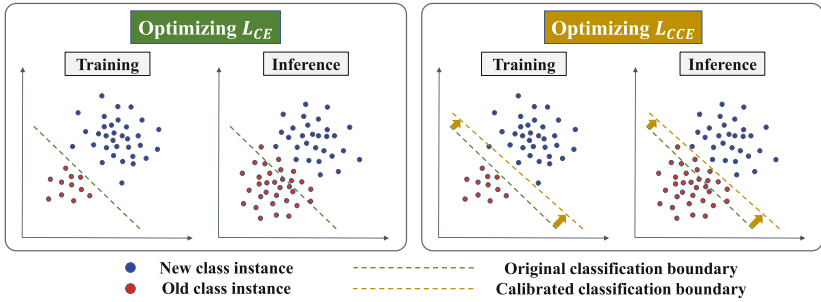 Optimizing L_CE
Training
Inference
Optimizing L_CCE
Training
Inference
New class instance
Original classification boundary
Old class instance
Calibrated classification boundary